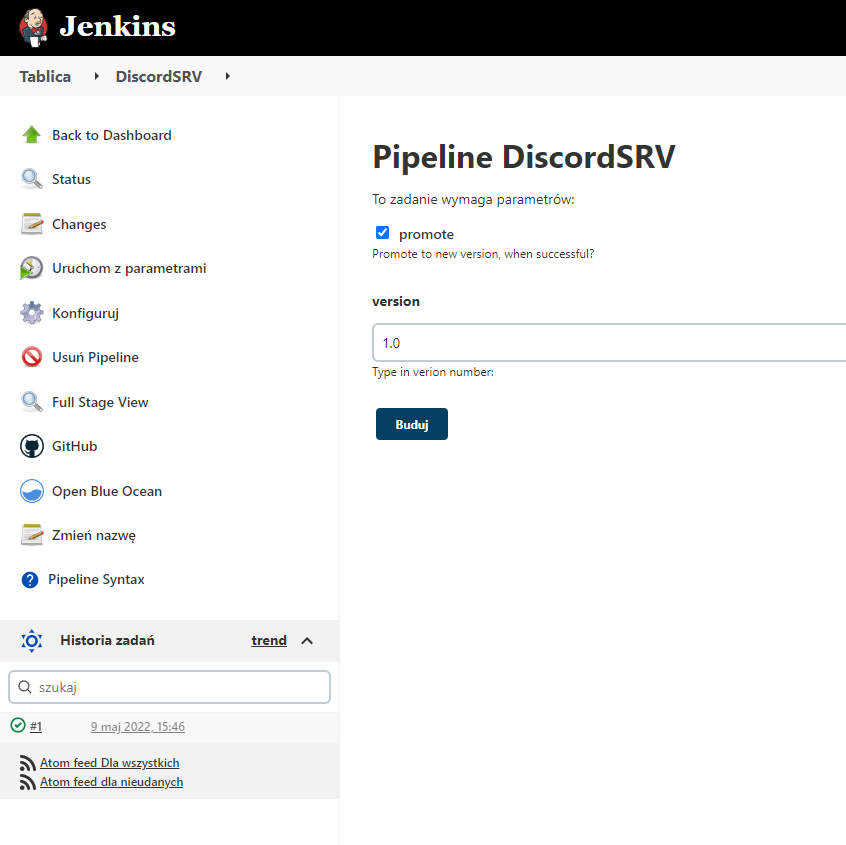 Jenkins
Tablica
DiscordSRV
Back to Dashboard
Status
Changes
Uruchom z parametrami
Konfiguruj
Usuń Pipeline
Full Stage View
GitHub
Open Blue Ocean
Zmień nazwę
Pipeline Syntax
Historia zadań trend
szukaj
#1 9 maj 2022, 15:46
Atom feed Dla wszystkich
Atom feed dla nieudanych
Pipeline DiscordSRV
To zadanie wymaga parametrów:
promote
Promote to new version, when successful?
version
1.0
Type in verion number:
Buduj